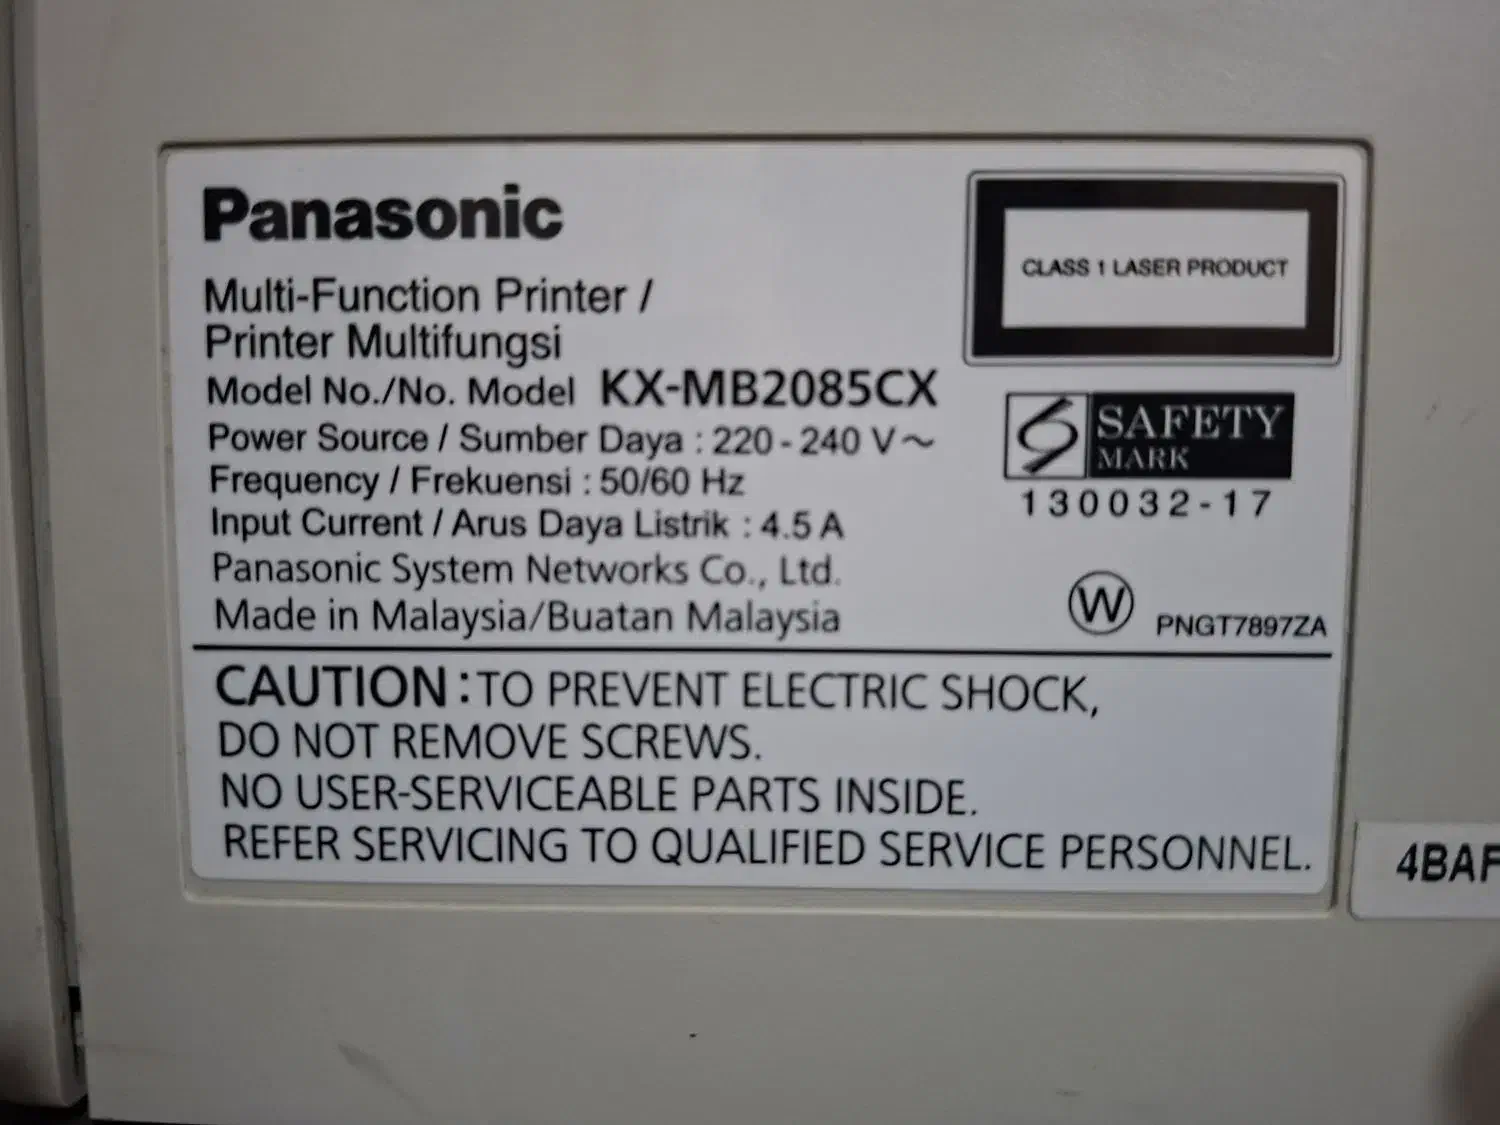 Panasonic
Multi-Function Printer /
Printer Multifungsi
Model No./No. Model KX-MB2085CX
Power Source / Sumber Daya : 220 - 240 V ~
Frequency / Frekuensi : 50/60 Hz
Input Current / Arus Daya Listrik : 4.5 A
Panasonic System Networks Co., Ltd.
Made in Malaysia/Buatan Malaysia
CLASS 1 LASER PRODUCT
S SAFETY
MARK
130032-17
W PNGT7897ZA
CAUTION : TO PREVENT ELECTRIC SHOCK,
DO NOT REMOVE SCREWS.
NO USER-SERVICEABLE PARTS INSIDE.
REFER SERVICING TO QUALIFIED SERVICE PERSONNEL.
4BAF